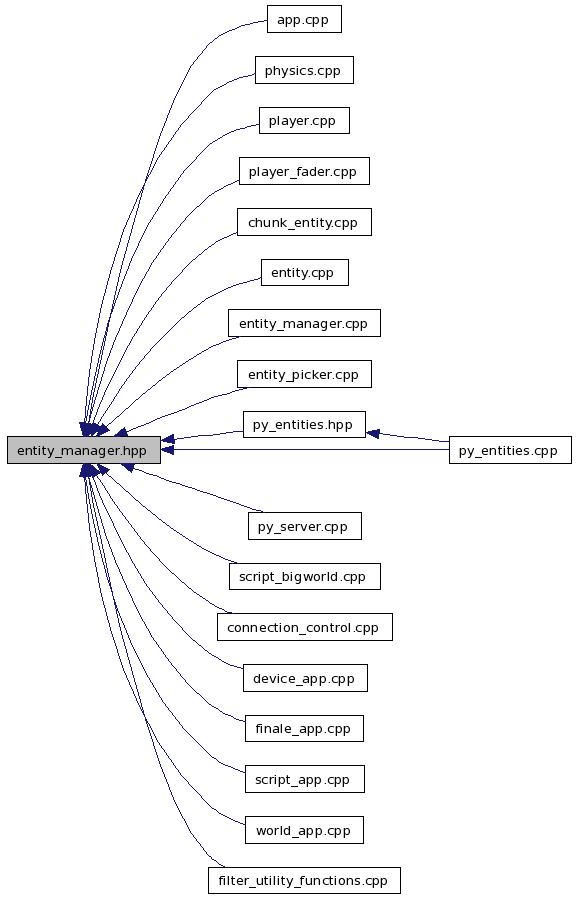 app.cpp
physics.cpp
player.cpp
player_fader.cpp
chunk_entity.cpp
entity.cpp
entity_manager.cpp
entity_picker.cpp
py_entities.hpp
entity_manager.hpp
py_entities.cpp
py_server.cpp
script_bigworld.cpp
connection_control.cpp
device_app.cpp
finale_app.cpp
script_app.cpp
world_app.cpp
filter_utility_functions.cpp